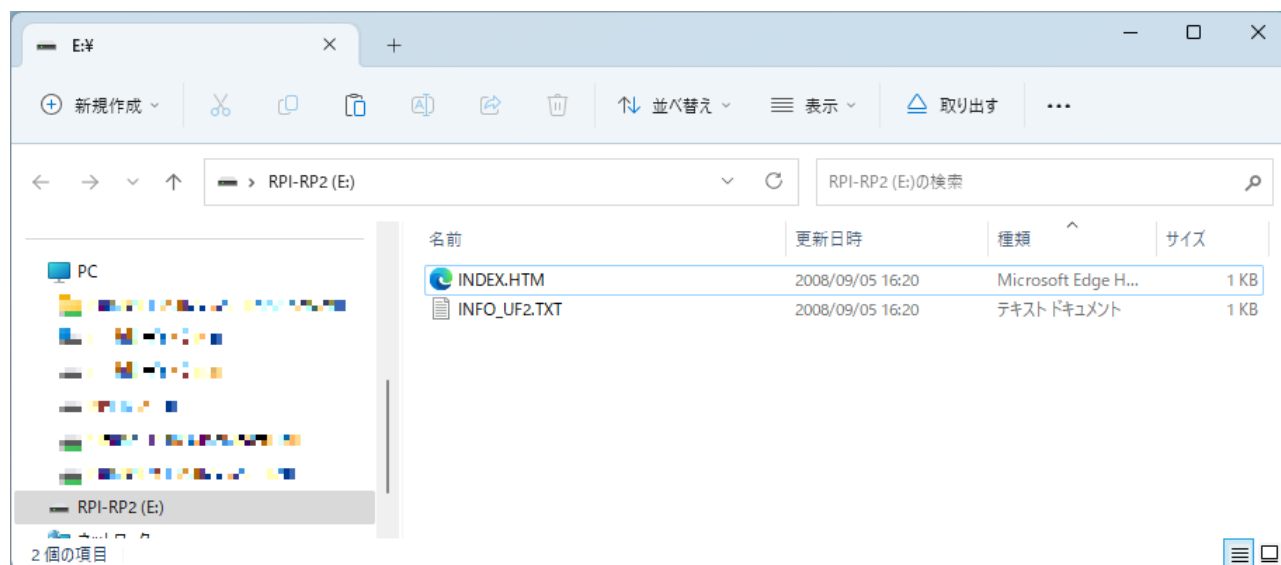 E:¥
新規作成
並べ替え
表示
取り出す
RPI-RP2 (E:)
RPI-RP2 (E:)の検索
名前 更新日時 種類 サイズ
PC
INDEX.HTM 2008/09/05 16:20 Microsoft Edge H... 1 KB
INFO_UF2.TXT 2008/09/05 16:20 テキスト ドキュメント 1 KB
RPI-RP2 (E:)
2 個の項目